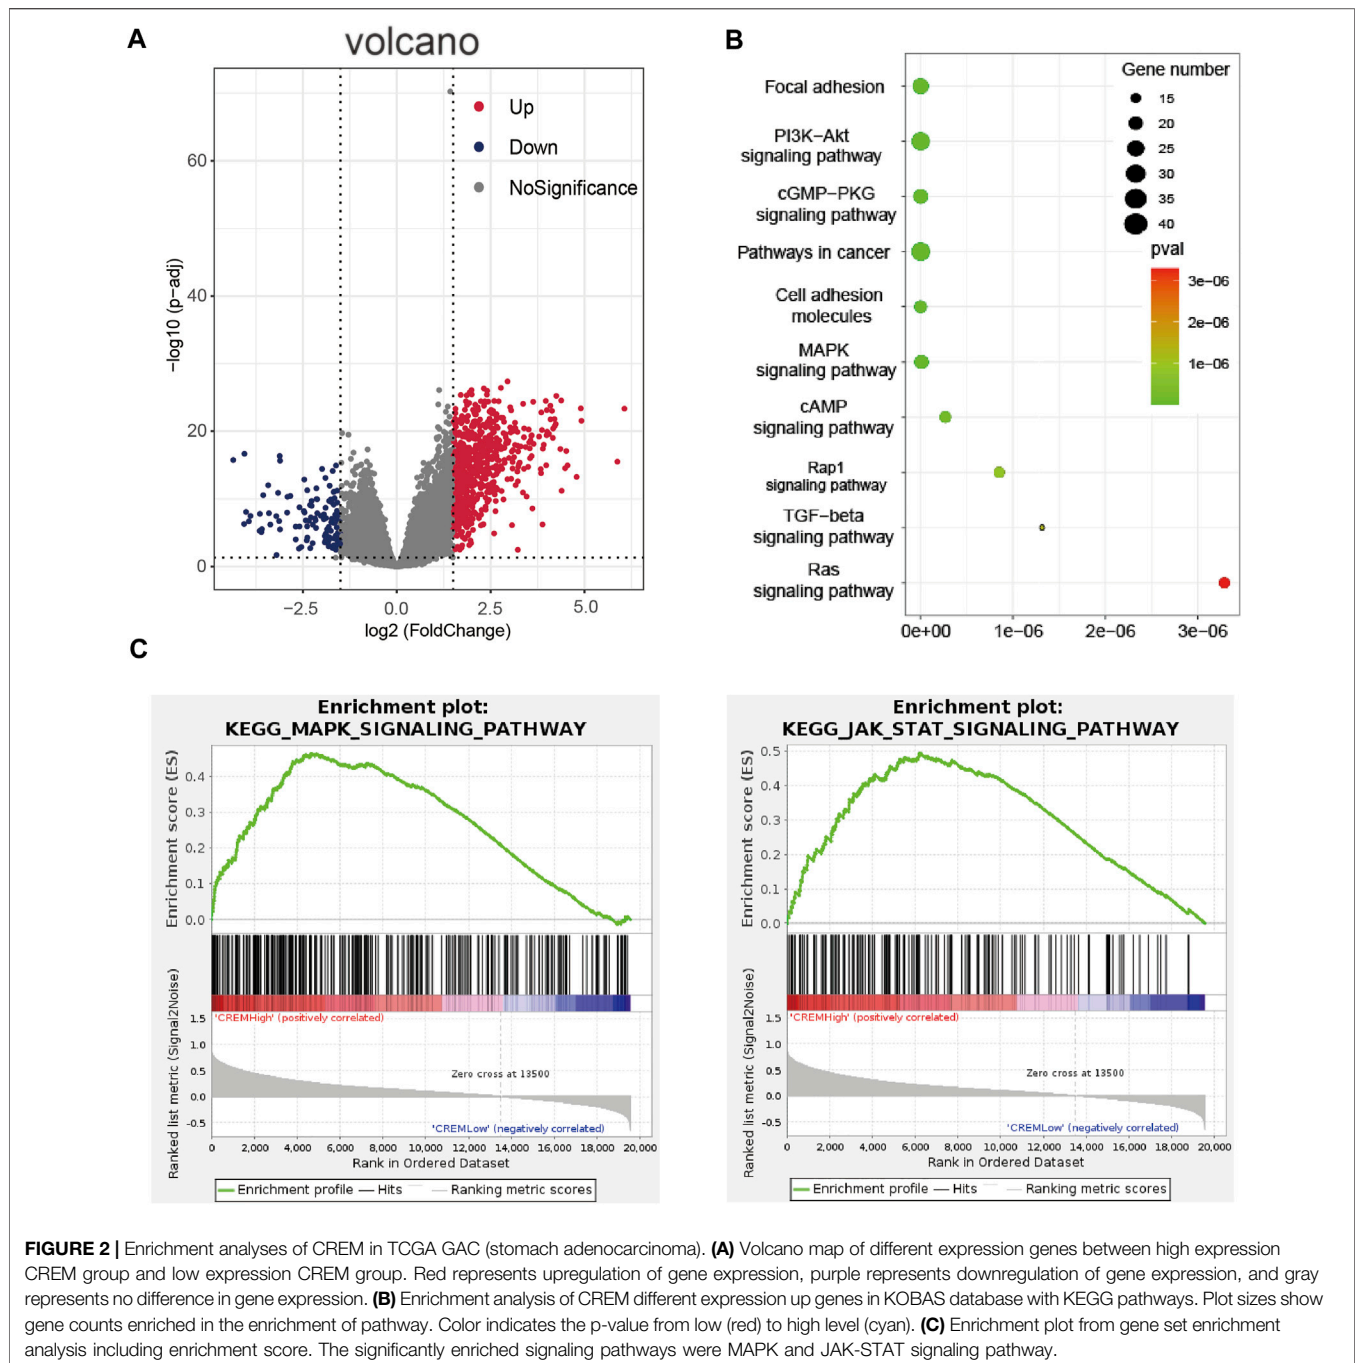 A
volcano
Up
Down
NoSignificance
60
40
20
0
−log10 (p−adj)
−2.5
0.0
2.5
5.0
log2 (FoldChange)
B
Focal adhesion
PI3K−Akt
signaling pathway
cGMP−PKG
signaling pathway
Pathways in cancer
Cell adhesion
molecules
MAPK
signaling pathway
cAMP
signaling pathway
Rap1
signaling pathway
TGF−beta
signaling pathway
Ras
signaling pathway
0e+00
1e−06
2e−06
3e−06
Gene number
15
20
25
30
35
40
pval
3e−06
2e−06
1e−06
C
Enrichment plot:
KEGG_MAPK_SIGNALING_PATHWAY
Enrichment score (ES)
0.4
0.3
0.2
0.1
0.0
'CREMHigh' (positively correlated)
Ranked list metric (Signal2Noise)
1.5
1.0
0.5
0.0
-0.5
Zero cross at 13500
'CREMLow' (negatively correlated)
0
2,000
4,000
6,000
8,000
10,000
12,000
14,000
16,000
18,000
20,000
Rank in Ordered Dataset
Enrichment profile
Hits
Ranking metric scores
Enrichment plot:
KEGG_JAK_STAT_SIGNALING_PATHWAY
Enrichment score (ES)
0.5
0.4
0.3
0.2
0.1
0.0
'CREMHigh' (positively correlated)
Ranked list metric (Signal2Noise)
1.5
1.0
0.5
0.0
-0.5
Zero cross at 13500
'CREMLow' (negatively correlated)
0
2,000
4,000
6,000
8,000
10,000
12,000
14,000
16,000
18,000
20,000
Rank in Ordered Dataset
Enrichment profile
Hits
Ranking metric scores
FIGURE 2 | Enrichment analyses of CREM in TCGA GAC (stomach adenocarcinoma). (A) Volcano map of different expression genes between high expression
CREM group and low expression CREM group. Red represents upregulation of gene expression, purple represents downregulation of gene expression, and gray
represents no difference in gene expression. (B) Enrichment analysis of CREM different expression up genes in KOBAS database with KEGG pathways. Plot sizes show
gene counts enriched in the enrichment of pathway. Color indicates the p-value from low (red) to high level (cyan). (C) Enrichment plot from gene set enrichment
analysis including enrichment score. The significantly enriched signaling pathways were MAPK and JAK-STAT signaling pathway.